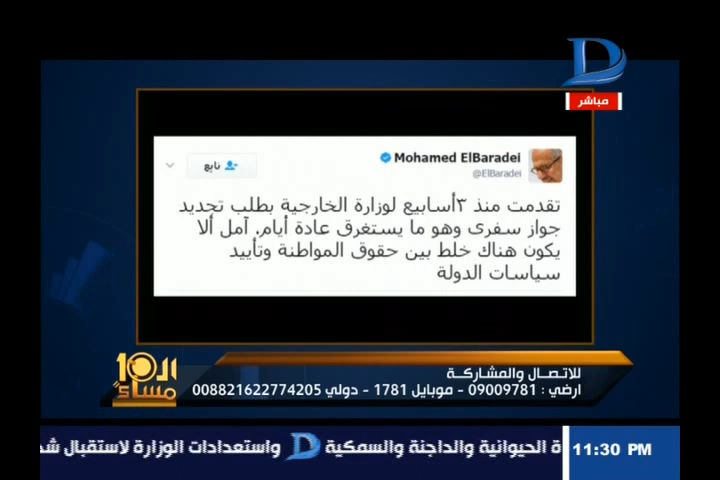 مباشر
Mohamed ElBaradei
@ElBaradei
تابع
تقدمت منذ ٣أسابيع لوزارة الخارجية بطلب تجديد
جواز سفرى وهو ما يستغرق عادة أيام. آمل ألا
يكون هناك خلط بين حقوق المواطنة وتأييد
سياسات الدولة
العاشرة
مساءً
للاتصال والمشاركة
ارضي : 09009781 - موبايل 1781 - دولي 008821622774205
ة الحيوانية والداجنة والسمكية
واستعدادات الوزارة لاستقبال
11:30 PM